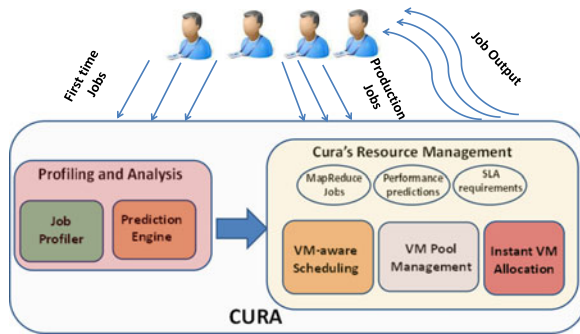 First time
Jobs
Production
Jobs
Job Output
Profiling and Analysis
Job
Profiler
Prediction
Engine
Cura's Resource Management
MapReduce
Jobs
Performance
predictions
SLA
requirements
VM-aware
Scheduling
VM Pool
Management
Instant VM
Allocation
CURA